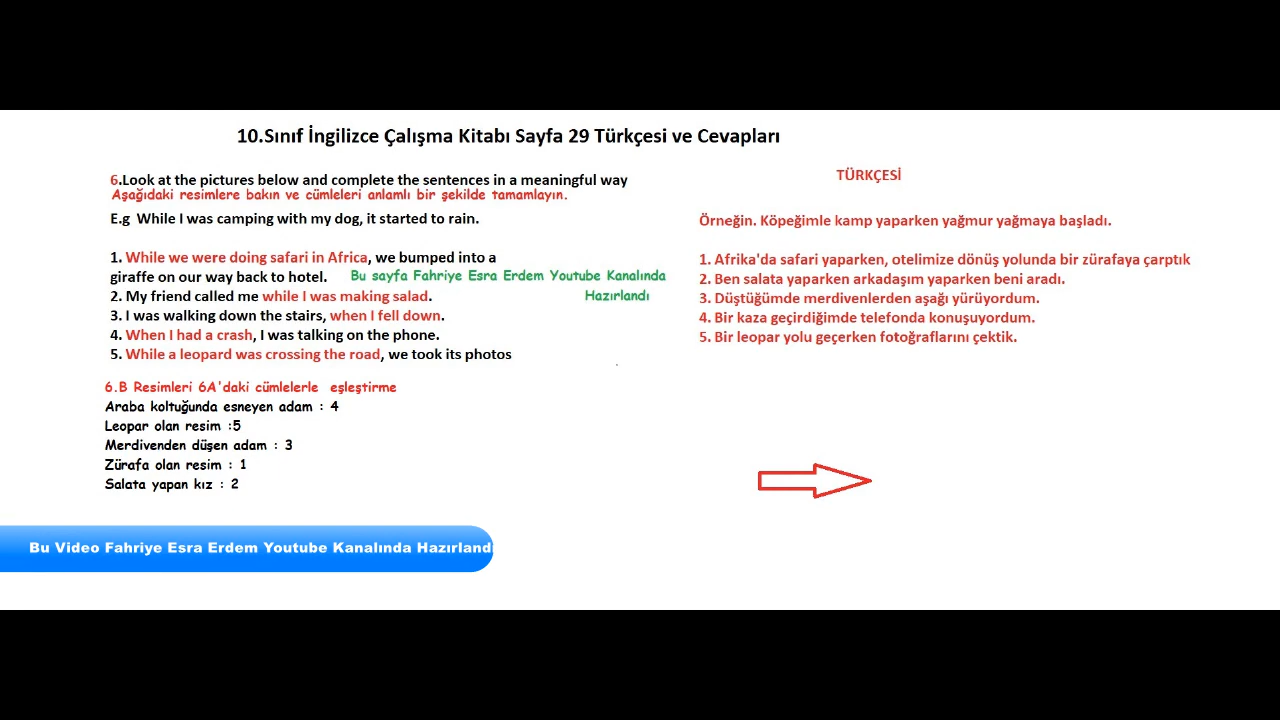 10.Sınıf İngilizce Çalışma Kitabı Sayfa 29 Türkçesi ve Cevapları
6.Look at the pictures below and complete the sentences in a meaningful way
Aşağıdaki resimlere bakın ve cümleleri anlamlı bir şekilde tamamlayın.
E.g While I was camping with my dog, it started to rain.
1. While we were doing safari in Africa, we bumped into a
giraffe on our way back to hotel.
Bu sayfa Fahriye Esra Erdem Youtube Kanalında
Hazırlandı
2. My friend called me while I was making salad.
3. I was walking down the stairs, when I fell down.
4. When I had a crash, I was talking on the phone.
5. While a leopard was crossing the road, we took its photos
6.B Resimleri 6A'daki cümlelerle eşleştirme
Araba koltuğunda esneyen adam : 4
Leopar olan resim :5
Merdivenden düşen adam : 3
Zürafa olan resim : 1
Salata yapan kız : 2
TÜRKÇESİ
Örneğin. Köpeğimle kamp yaparken yağmur yağmaya başladı.
1. Afrika'da safari yaparken, otelimize dönüş yolunda bir zürafaya çarptık
2. Ben salata yaparken arkadaşım yaparken beni aradı.
3. Düştüğümde merdivenlerden aşağı yürüyordum.
4. Bir kaza geçirdiğimde telefonda konuşuyordum.
5. Bir leopar yolu geçerken fotoğraflarını çektik.
Bu Video Fahriye Esra Erdem Youtube Kanalında Hazırlandı